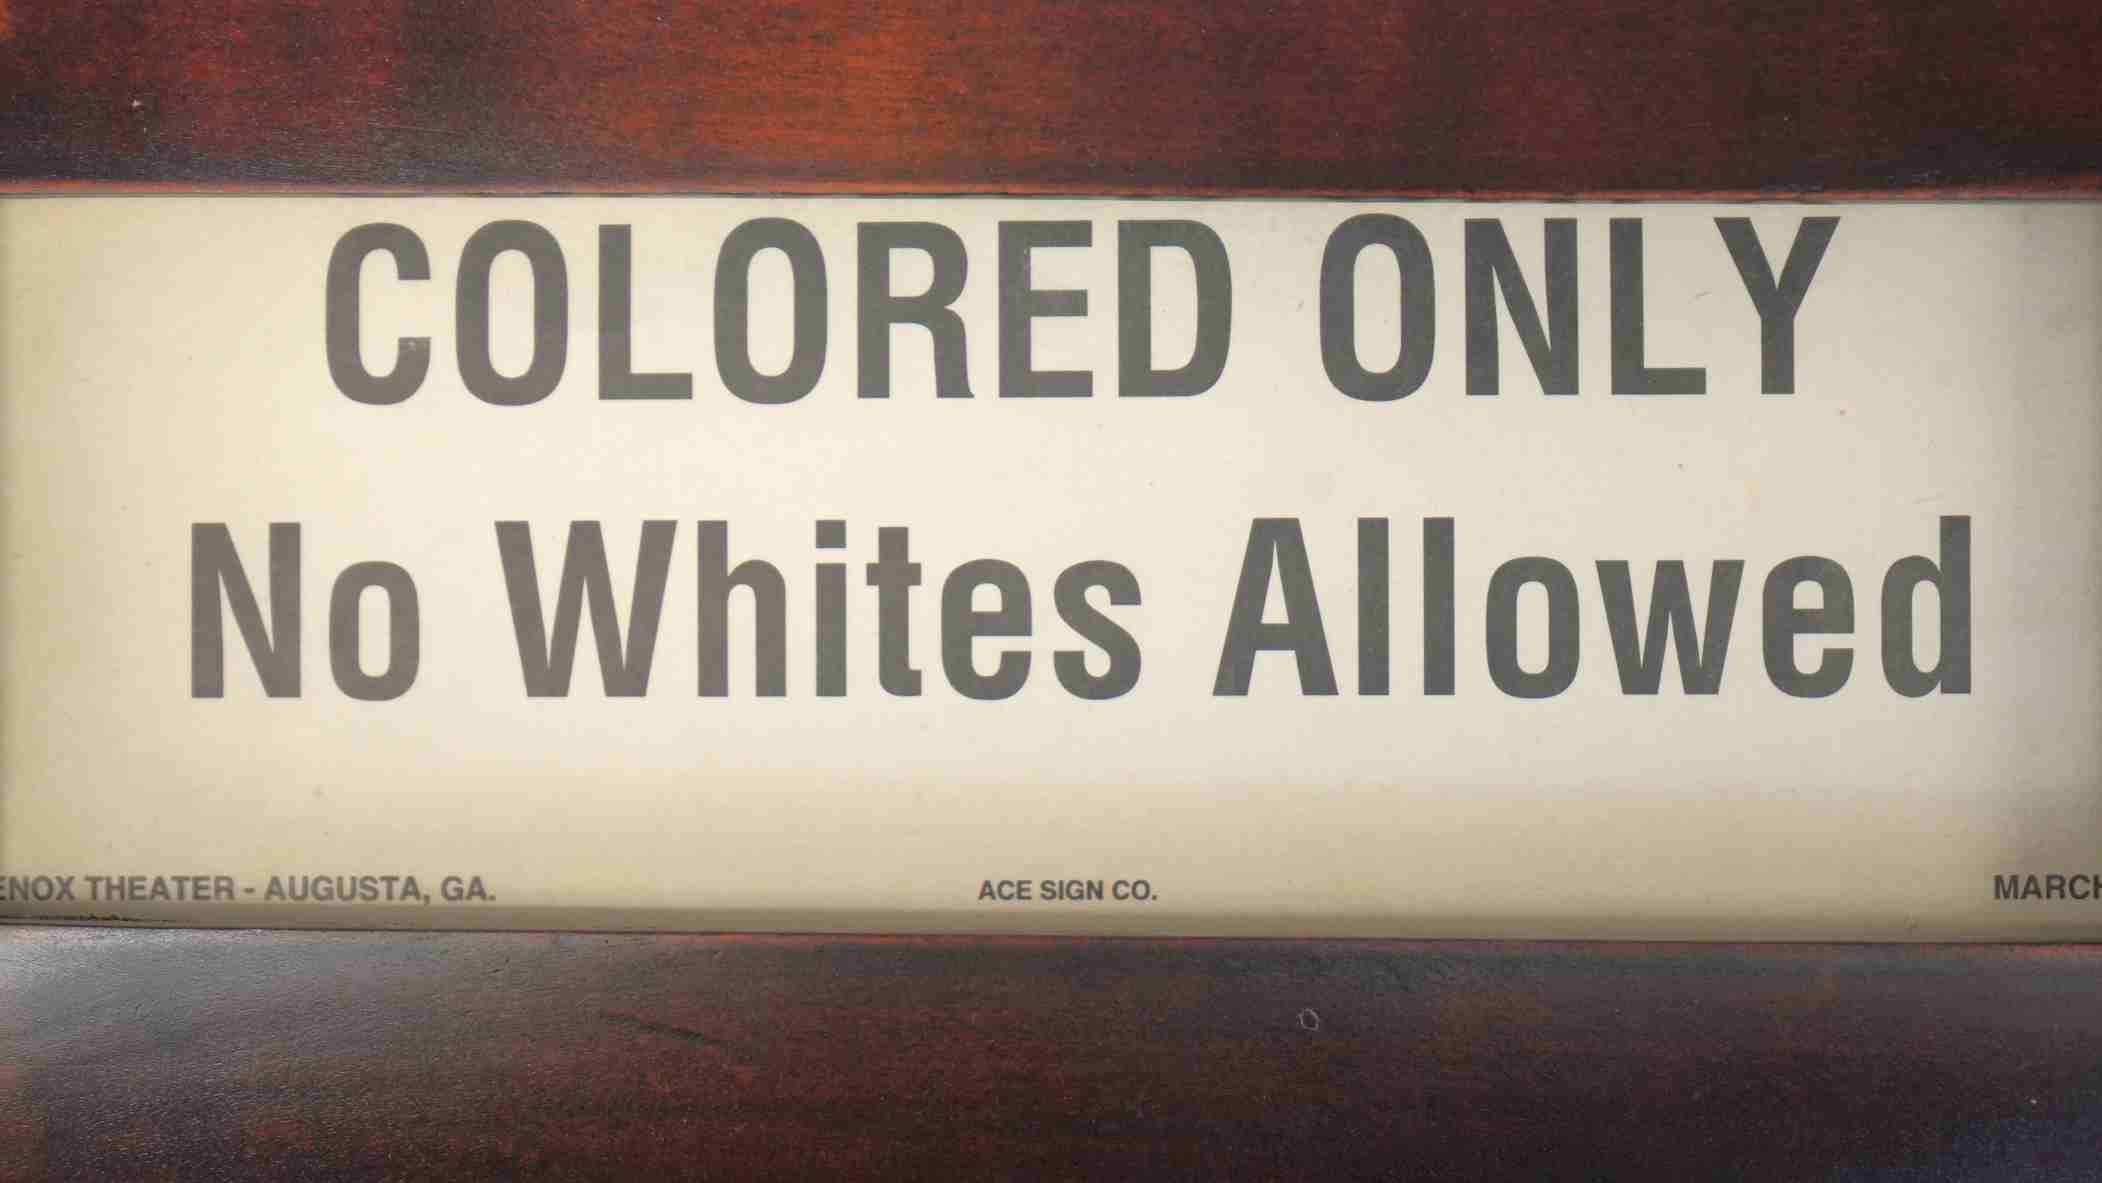 COLORED ONLY
No Whites Allowed
ENOX THEATER - AUGUSTA, GA. ACE SIGN CO. MARCH